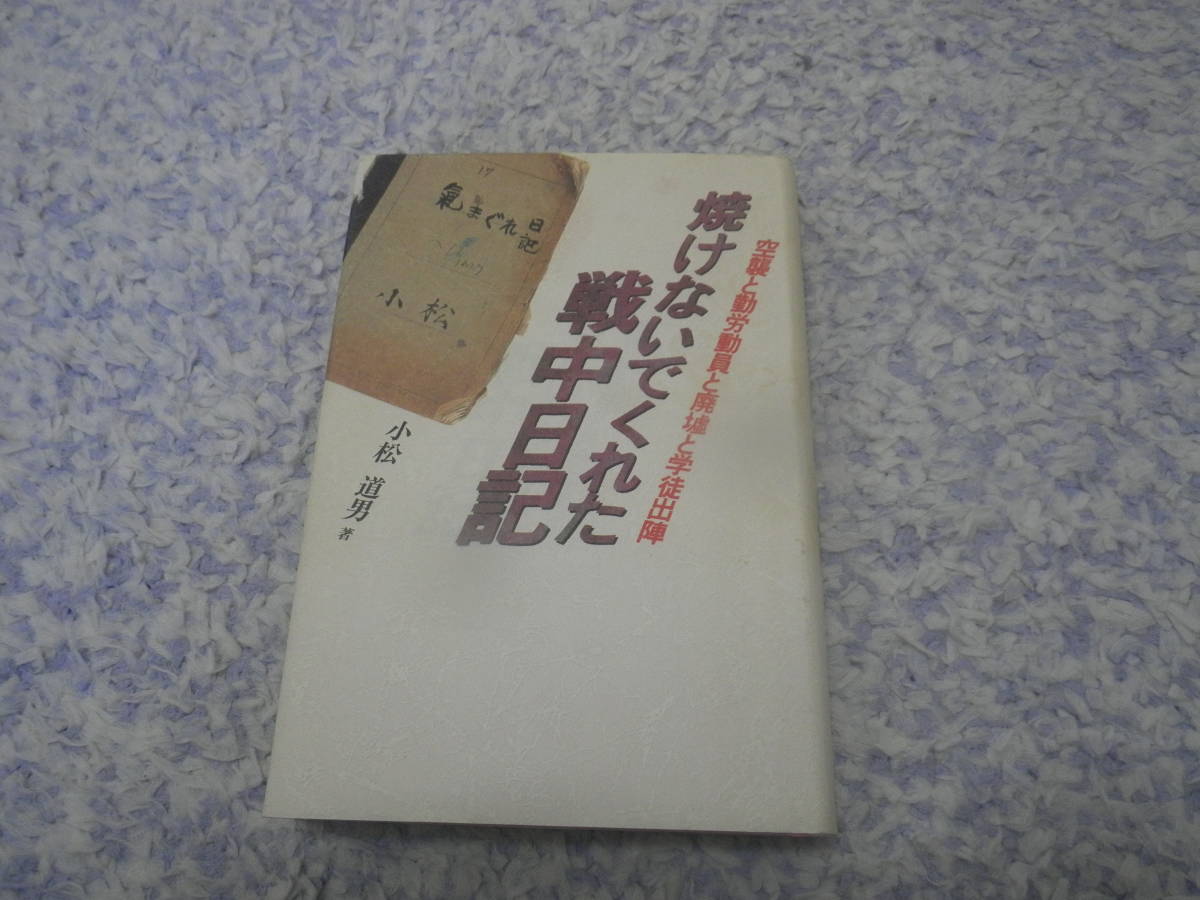 空襲と勤労動員と廃墟と学徒出陣
焼けないでくれた
戦中日記
小松 道男 著
17
氣まぐれ日記
小松